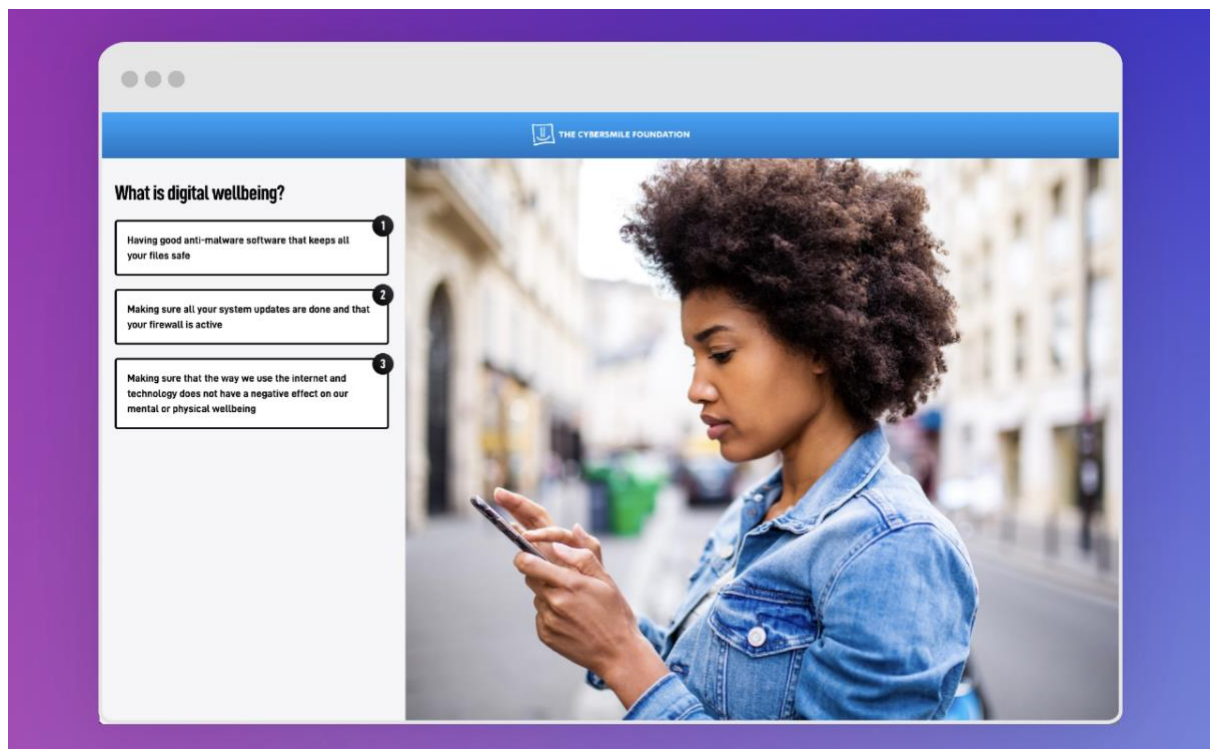 THE CYBERSMILE FOUNDATION
What is digital wellbeing?
1
Having good anti-malware software that keeps all
your files safe
2
Making sure all your system updates are done and that
your firewall is active
3
Making sure that the way we use the internet and
technology does not have a negative effect on our
mental or physical wellbeing